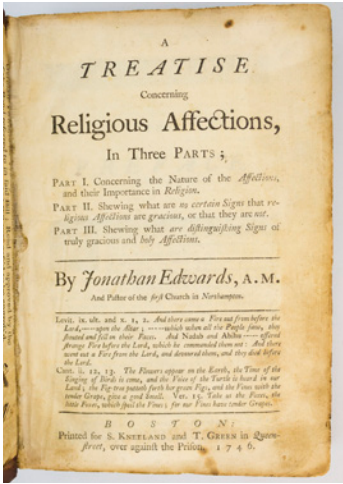 A
TREATISE
Concerning
Religious Affections,
In Three PARTS;
PART I. Concerning the Nature of the Affections,
and their Importance in Religion.
PART II. Shewing what are no certain Signs that re-
ligious Affections are gracious, or that they are not.
PART III. Shewing what are distinguishing Signs of
truly gracious and holy Affections.
By Jonathan Edwards, A.M.
And Pastor of the first Church in Northampton.
Levit. ix. ult. and x. 1, 2. And there came a Fire out from before the
Lord,——upon the Altar; ——which when all the People saw, they
shouted and fell on their Faces. And Nadab and Abihu —— offered
strange Fire before the Lord, which he commanded them not: And there
went out a Fire from the Lord, and devoured them, and they died before
the Lord.
Cant. ii. 12, 13. The Flowers appear on the Earth, the Time of the
Singing of Birds is come, and the Voice of the Turtle is heard in our
Land; the Fig-tree putteth forth her green Figs, and the Vines with the
tender Grape, give a good Smell. Ver. 15. Take us the Foxes, the
little Foxes, which spoil the Vines; for our Vines have tender Grapes.
BOSTON:
Printed for S. KNEELAND and T. GREEN in Queen-
street, over against the Prison. 1746.